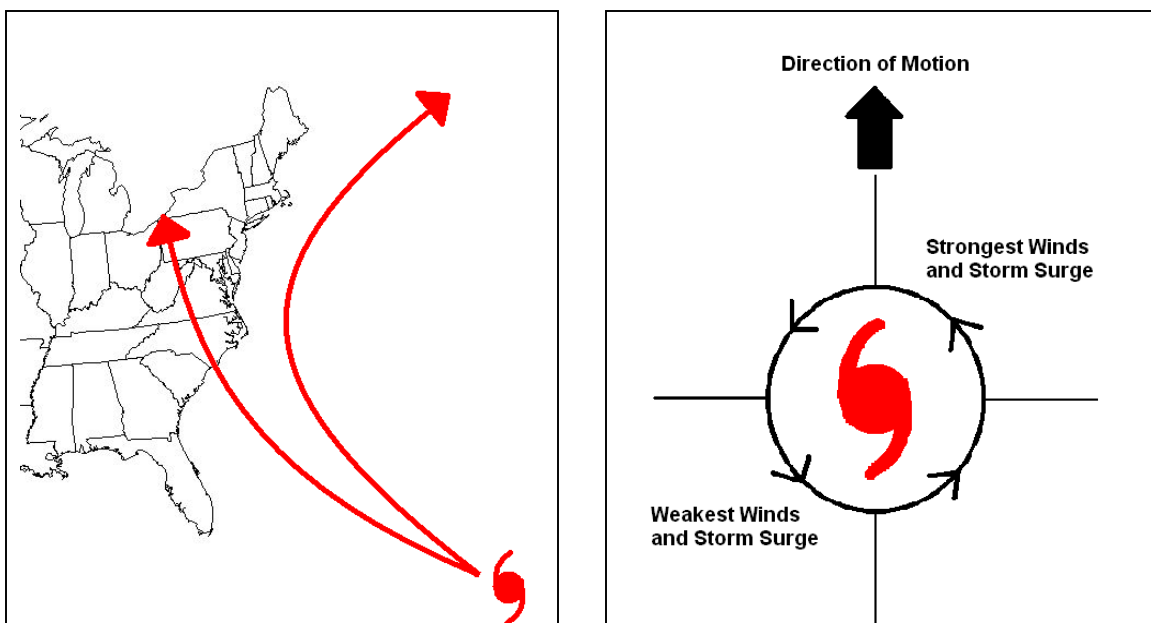 Direction of Motion
Strongest Winds
and Storm Surge
Weakest Winds
and Storm Surge